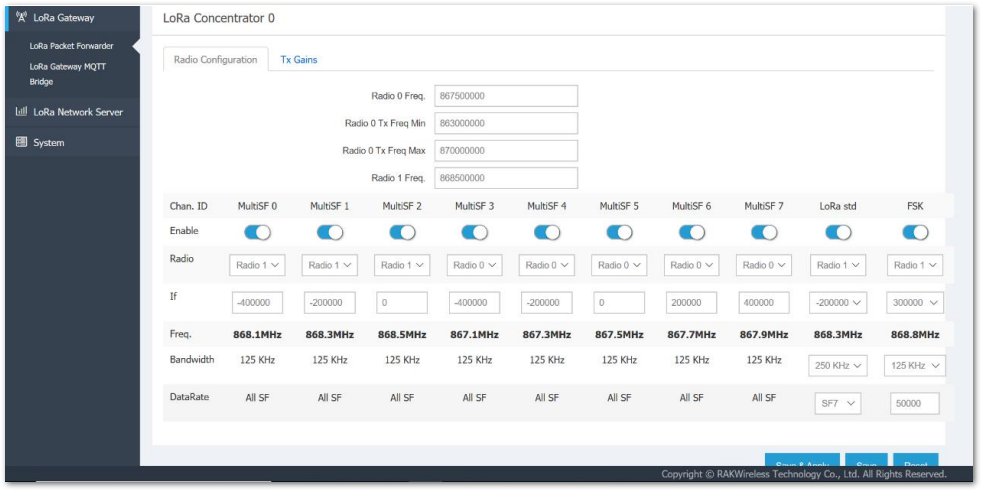 LoRa Gateway
LoRa Packet Forwarder
LoRa Gateway MQTT
Bridge
LoRa Network Server
System
LoRa Concentrator 0
Radio Configuration Tx Gains
Radio 0 Freq. 867500000
Radio 0 Tx Freq Min 863000000
Radio 0 Tx Freq Max 870000000
Radio 1 Freq. 868500000
Chan. ID MultiSF 0 MultiSF 1 MultiSF 2 MultiSF 3 MultiSF 4 MultiSF 5 MultiSF 6 MultiSF 7 LoRa std FSK
Enable
Radio Radio 1 Radio 1 Radio 1 Radio 0 Radio 0 Radio 0 Radio 0 Radio 0 Radio 1 Radio 1
If -400000 -200000 0 -400000 -200000 0 200000 400000 -200000 300000
Freq. 868.1MHz 868.3MHz 868.5MHz 867.1MHz 867.3MHz 867.5MHz 867.7MHz 867.9MHz 868.3MHz 868.8MHz
Bandwidth 125 KHz 125 KHz 125 KHz 125 KHz 125 KHz 125 KHz 125 KHz 125 KHz 250 KHz 125 KHz
DataRate All SF All SF All SF All SF All SF All SF All SF All SF SF7 50000
Save & Apply Save Reset
Copyright © RAKWireless Technology Co., Ltd. All Rights Reserved.